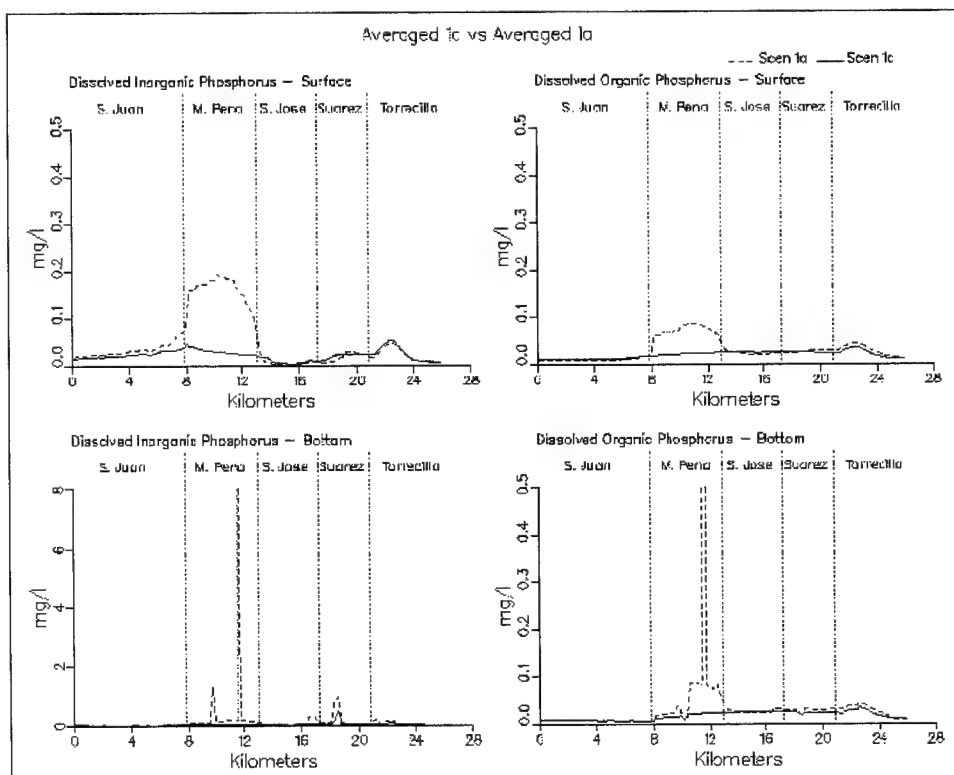 Averaged 1c vs Averaged 1a
--- Scen 1a — Scen 1c
Dissolved Inorganic Phosphorus – Surface
S. Juan M. Pena S. Jose Suarez Torrecilla
0.5
0.4
0.3
0.2
0.1
0.0
mg/l
0 4 8 12 16 20 24 28
Kilometers
Dissolved Organic Phosphorus – Surface
S. Juan M. Pena S. Jose Suarez Torrecilla
0.5
0.4
0.3
0.2
0.1
0.0
mg/l
0 4 8 12 16 20 24 28
Kilometers
Dissolved Inorganic Phosphorus – Bottom
S. Juan M. Pena S. Jose Suarez Torrecilla
8
6
4
2
0
mg/l
0 4 8 12 16 20 24 28
Kilometers
Dissolved Organic Phosphorus – Bottom
S. Juan M. Pena S. Jose Suarez Torrecilla
0.5
0.4
0.3
0.2
0.1
0.0
mg/l
0 4 8 12 16 20 24 28
Kilometers